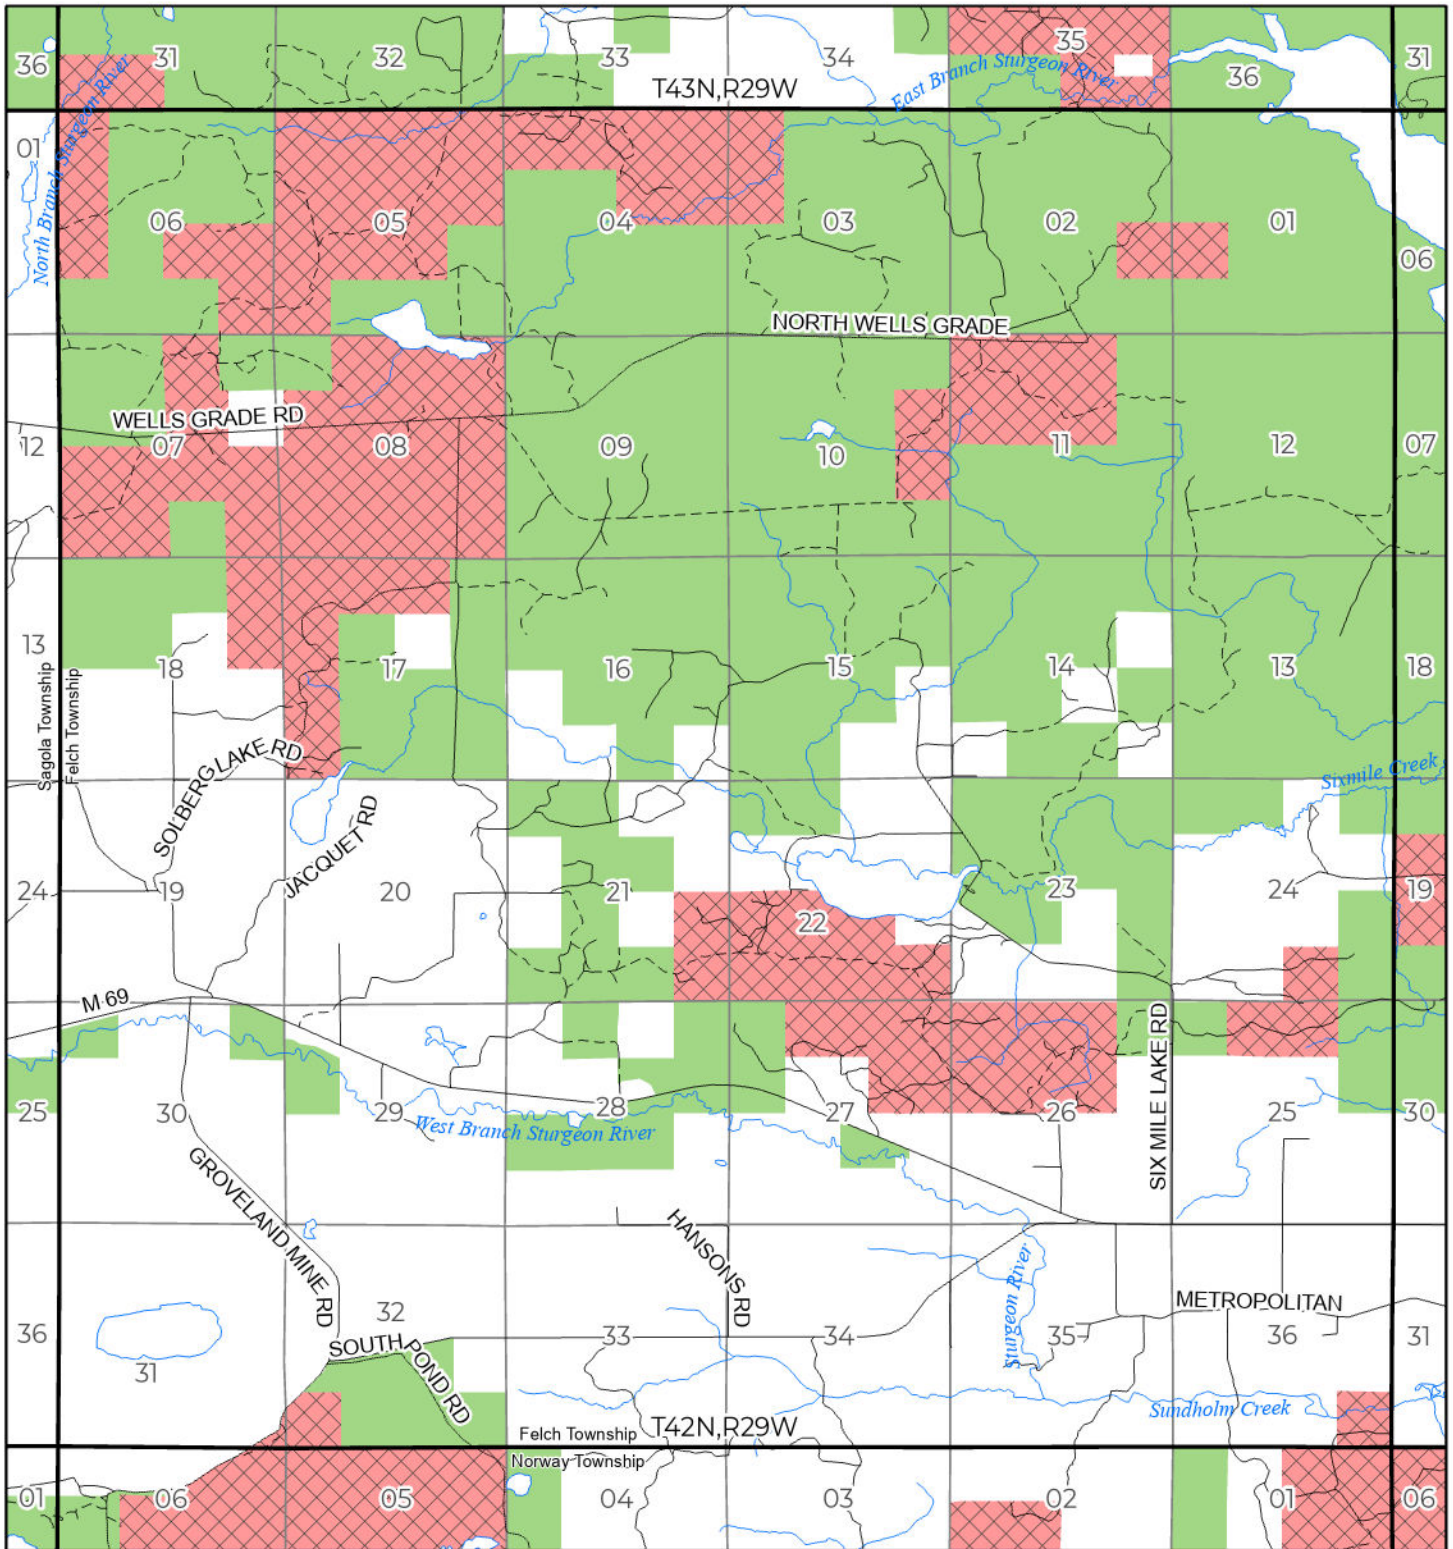 36
31
32
33
34
35
36
31
T43N,R29W
East Branch Sturgeon River
North Branch Sturgeon River
01
06
05
04
03
02
01
06
NORTH WELLS GRADE
WELLS GRADE RD
12
07
08
09
10
11
12
07
13
18
17
16
15
14
13
18
Sagola Township
Felch Township
SOLBERG LAKE RD
JACQUET RD
Sixmile Creek
24
19
20
21
22
23
24
19
M 69
SIX MILE LAKE RD
25
30
29
28
27
26
25
30
West Branch Sturgeon River
GROVELAND MINE RD
HANSONS RD
Sturgeon River
METROPOLITAN
36
31
32
33
34
35
36
31
SOUTH POND RD
Sundholm Creek
T42N,R29W
Felch Township
Norway Township
01
06
05
04
03
02
01
06